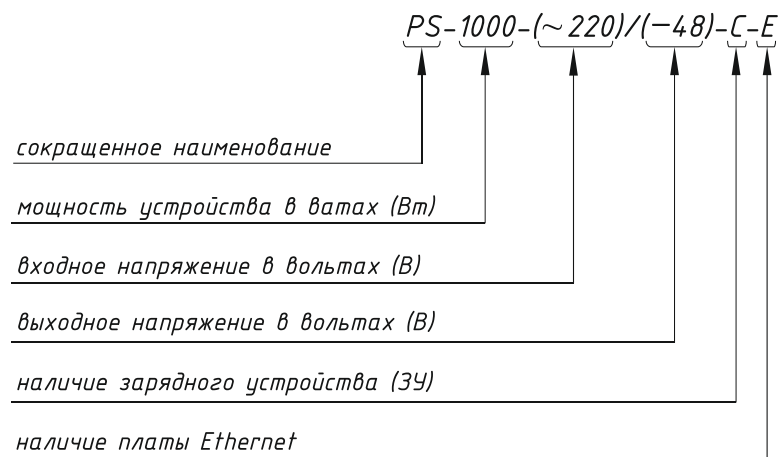 PS-1000-(~220)/(−48)-C-E
сокращенное наименование
мощность устройства в ватах (Вт)
входное напряжение в вольтах (В)
выходное напряжение в вольтах (В)
наличие зарядного устройства (ЗУ)
наличие платы Ethernet